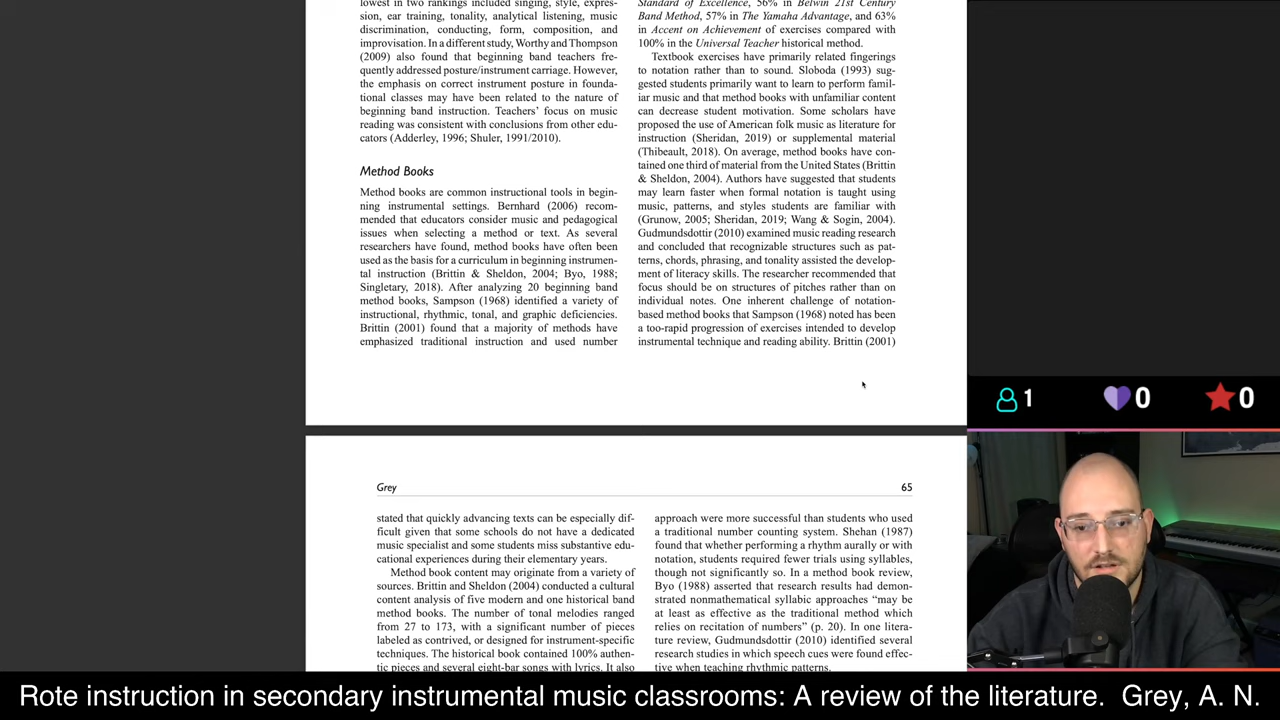 lowest in two rankings included singing, style, expres-
sion, ear training, tonality, analytical listening, music
discrimination, conducting, form, composition, and
improvisation. In a different study, Worthy and Thompson
(2009) also found that beginning band teachers fre-
quently addressed posture/instrument carriage. However,
the emphasis on correct instrument posture in founda-
tional classes may have been related to the nature of
beginning band instruction. Teachers' focus on music
reading was consistent with conclusions from other edu-
cators (Adderley, 1996; Shuler, 1991/2010).
Method Books
Method books are common instructional tools in begin-
ning instrumental settings. Bernhard (2006) recom-
mended that educators consider music and pedagogical
issues when selecting a method or text. As several
researchers have found, method books have often been
used as the basis for a curriculum in beginning instrumen-
tal instruction (Brittin & Sheldon, 2004; Byo, 1988;
Singletary, 2018). After analyzing 20 beginning band
method books, Sampson (1968) identified a variety of
instructional, rhythmic, tonal, and graphic deficiencies.
Brittin (2001) found that a majority of methods have
emphasized traditional instruction and used number
Standard of Excellence, 56% in Belwin 21st Century
Band Method, 57% in The Yamaha Advantage, and 63%
in Accent on Achievement of exercises compared with
100% in the Universal Teacher historical method.
Textbook exercises have primarily related fingerings
to notation rather than to sound. Sloboda (1993) sug-
gested students primarily want to learn to perform famil-
iar music and that method books with unfamiliar content
can decrease student motivation. Some scholars have
proposed the use of American folk music as literature for
instruction (Sheridan, 2019) or supplemental material
(Thibeault, 2018). On average, method books have con-
tained one third of material from the United States (Brittin
& Sheldon, 2004). Authors have suggested that students
may learn faster when formal notation is taught using
music, patterns, and styles students are familiar with
(Grunow, 2005; Sheridan, 2019; Wang & Sogin, 2004).
Gudmundsdottir (2010) examined music reading research
and concluded that recognizable structures such as pat-
terns, chords, phrasing, and tonality assisted the develop-
ment of literacy skills. The researcher recommended that
focus should be on structures of pitches rather than on
individual notes. One inherent challenge of notation-
based method books that Sampson (1968) noted has been
a too-rapid progression of exercises intended to develop
instrumental technique and reading ability. Brittin (2001)
Grey 65
stated that quickly advancing texts can be especially dif-
ficult given that some schools do not have a dedicated
music specialist and some students miss substantive edu-
cational experiences during their elementary years.
Method book content may originate from a variety of
sources. Brittin and Sheldon (2004) conducted a cultural
content analysis of five modern and one historical band
method books. The number of tonal melodies ranged
from 27 to 173, with a significant number of pieces
labeled as contrived, or designed for instrument-specific
techniques. The historical book contained 100% authen-
tic pieces and several eight-bar songs with lyrics. It also
approach were more successful than students who used
a traditional number counting system. Shehan (1987)
found that whether performing a rhythm aurally or with
notation, students required fewer trials using syllables,
though not significantly so. In a method book review,
Byo (1988) asserted that research results had demon-
strated nonmathematical syllabic approaches "may be
at least as effective as the traditional method which
relies on recitation of numbers" (p. 20). In one litera-
ture review, Gudmundsdottir (2010) identified several
research studies in which speech cues were found effec-
tive when teaching rhythmic patterns.
1 0 0
Rote instruction in secondary instrumental music classrooms: A review of the literature. Grey, A. N.